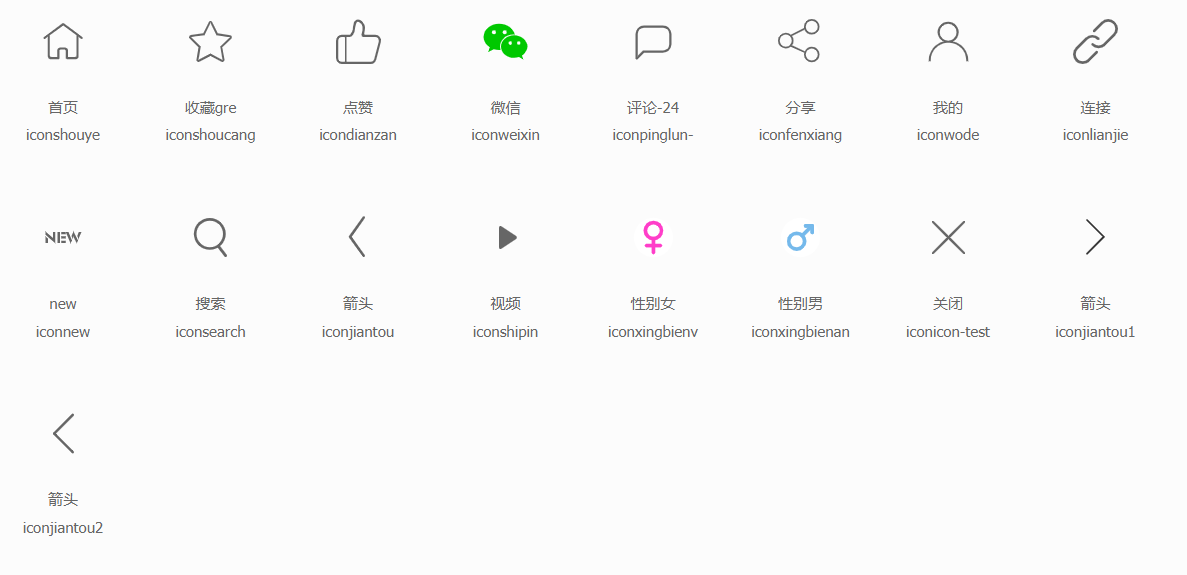 首页 收藏gre 点赞 微信 评论-24 分享 我的 连接
iconshouye iconshoucang icondianzan iconweixin iconpinglun- iconfenxiang iconwode iconlianjie
NEW
new 搜索 箭头 视频 性别女 性别男 关闭 箭头
iconnew iconsearch iconjiantou iconshipin iconxingbienv iconxingbienan iconicon-test iconjiantou1
箭头
iconjiantou2